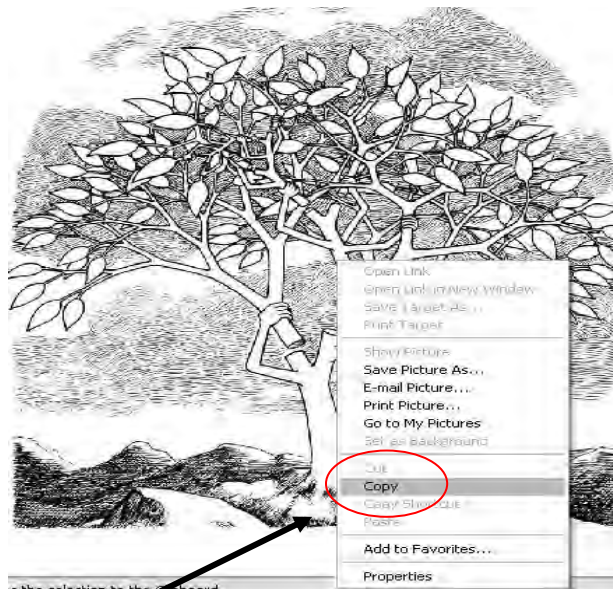 Open Link
Open Link in New Window
Save Target As...
Print Target
Show Picture
Save Picture As...
E-mail Picture...
Print Picture...
Go to My Pictures
Set as Background
Cut
Copy
Copy Shortcut
Paste
Add to Favorites...
Properties
the selection to the